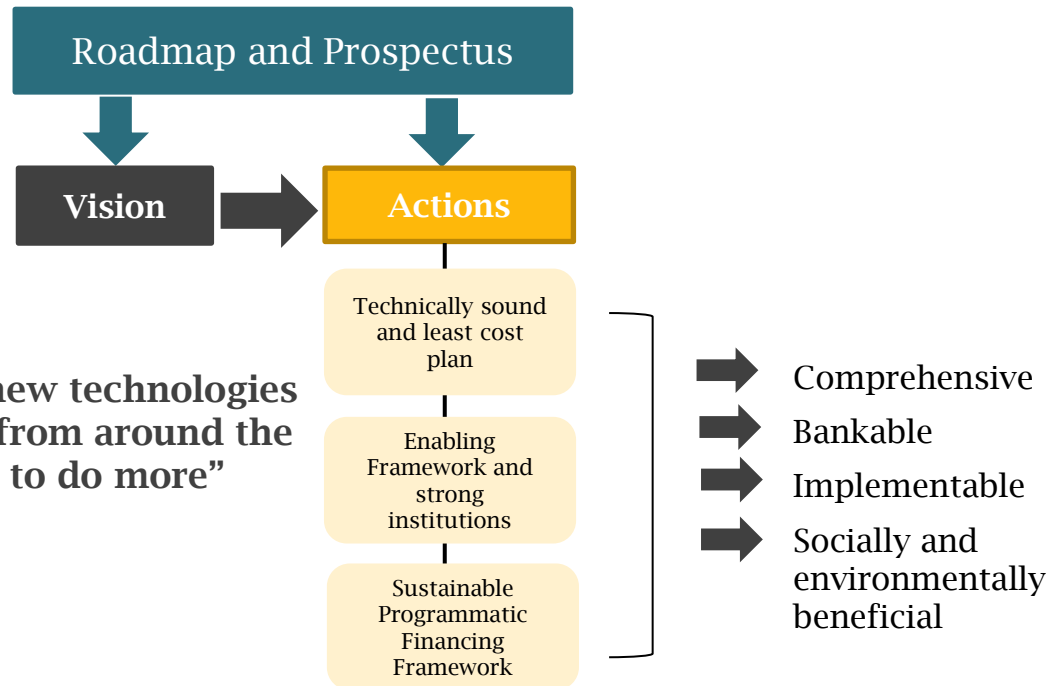 Roadmap and Prospectus
Vision
Actions
Technically sound
and least cost
plan
new technologies
from around the
to do more”
Enabling
Framework and
strong
institutions
Sustainable
Programmatic
Financing
Framework
Comprehensive
Bankable
Implementable
Socially and
environmentally
beneficial